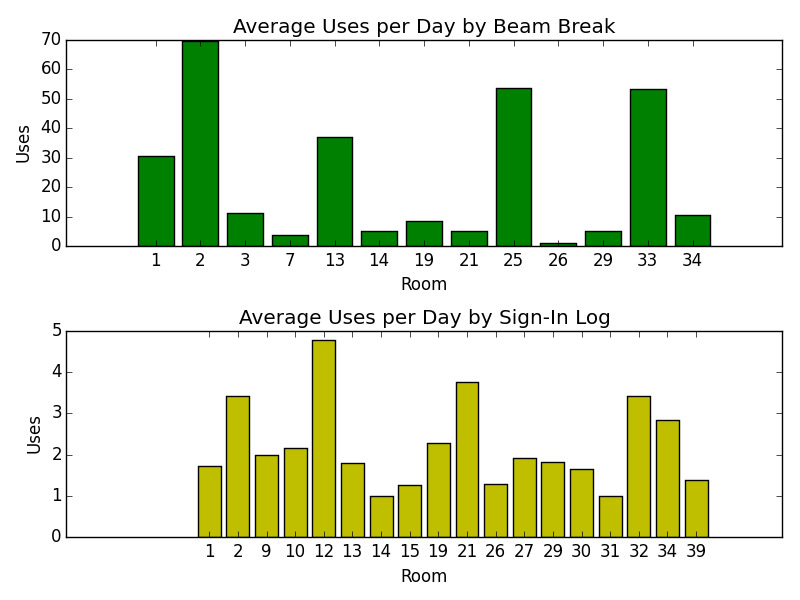 Average Uses per Day by Beam Break
70
60
50
40
30
20
10
0
Uses
1 2 3 7 13 14 19 21 25 26 29 33 34
Room
Average Uses per Day by Sign-In Log
5
4
3
2
1
0
Uses
1 2 9 10 12 13 14 15 19 21 26 27 29 30 31 32 34 39
Room